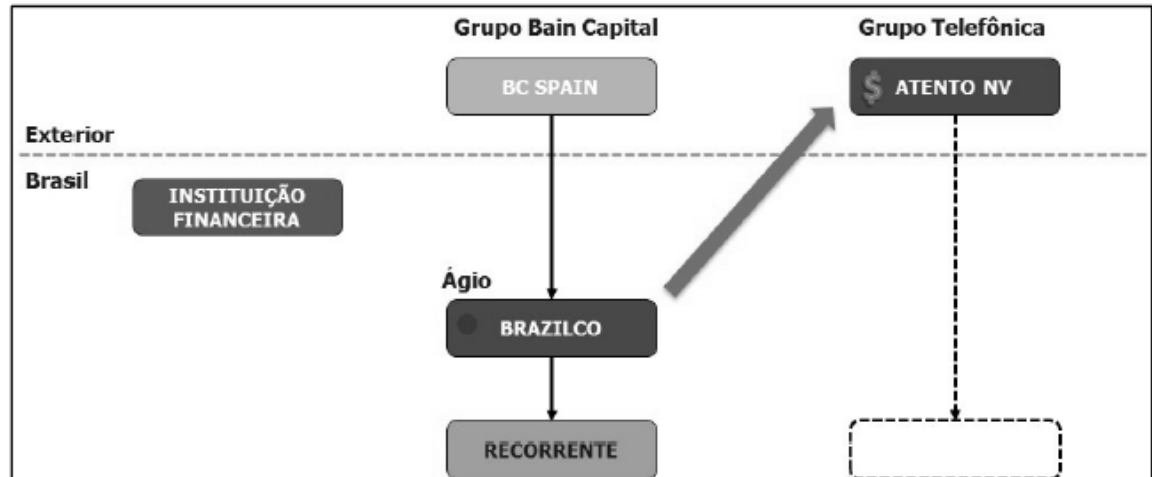 Grupo Bain Capital
Grupo Telefônica
BC SPAIN
$ ATENTO NV
Exterior
Brasil
INSTITUIÇÃO
FINANCEIRA
Ágio
BRAZILCO
RECORRENTE